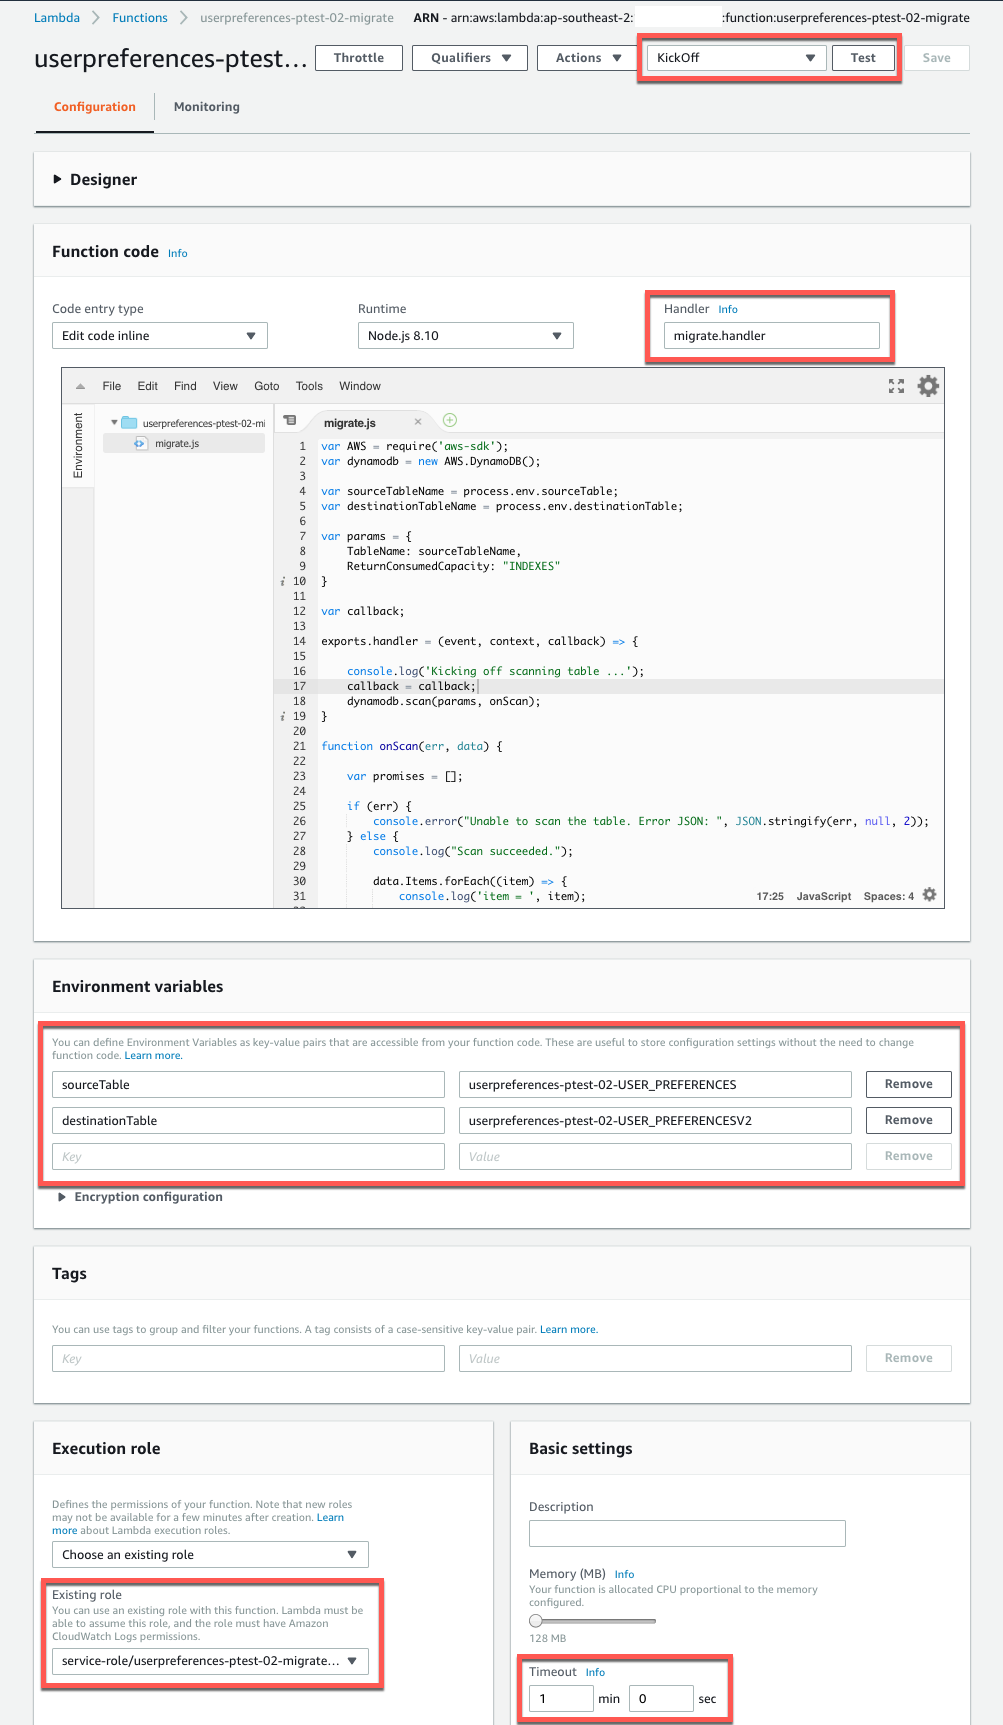 Lambda Functions userpreferences-ptest-02-migrate ARN - arn:aws:lambda:ap-southeast-2: :function:userpreferences-ptest-02-migrate
userpreferences-ptest... Throttle Qualifiers Actions KickOff Test Save
Configuration Monitoring
Designer
Function code Info
Code entry type Runtime Handler Info
Edit code inline Node.js 8.10 migrate.handler
File Edit Find View Goto Tools Window
Environment
userpreferences-ptest-02-mi
migrate.js
migrate.js
1 var AWS = require('aws-sdk');
2 var dynamodb = new AWS.DynamoDB();
3
4 var sourceTableName = process.env.sourceTable;
5 var destinationTableName = process.env.destinationTable;
6
7 var params = {
8 TableName: sourceTableName,
9 ReturnConsumedCapacity: "INDEXES"
i 10 }
11
12 var callback;
13
14 exports.handler = (event, context, callback) => {
15
16 console.log('Kicking off scanning table ...');
17 callback = callback;
18 dynamodb.scan(params, onScan);
i 19 }
20
21 function onScan(err, data) {
22
23 var promises = [];
24
25 if (err) {
26 console.error("Unable to scan the table. Error JSON: ", JSON.stringify(err, null, 2));
27 } else {
28 console.log("Scan succeeded.");
29
30 data.Items.forEach((item) => {
31 console.log('item = ', item);
17:25 JavaScript Spaces: 4
Environment variables
You can define Environment Variables as key-value pairs that are accessible from your function code. These are useful to store configuration settings without the need to change
function code. Learn more.
sourceTable userpreferences-ptest-02-USER_PREFERENCES Remove
destinationTable userpreferences-ptest-02-USER_PREFERENCESV2 Remove
Key Value Remove
Encryption configuration
Tags
You can use tags to group and filter your functions. A tag consists of a case-sensitive key-value pair. Learn more.
Key Value Remove
Execution role
Defines the permissions of your function. Note that new roles
may not be available for a few minutes after creation. Learn
more about Lambda execution roles.
Choose an existing role
Existing role
You can use an existing role with this function. Lambda must be
able to assume this role, and the role must have Amazon
CloudWatch Logs permissions.
service-role/userpreferences-ptest-02-migrate...
Basic settings
Description
Memory (MB) Info
Your function is allocated CPU proportional to the memory
configured.
128 MB
Timeout Info
1 min 0 sec